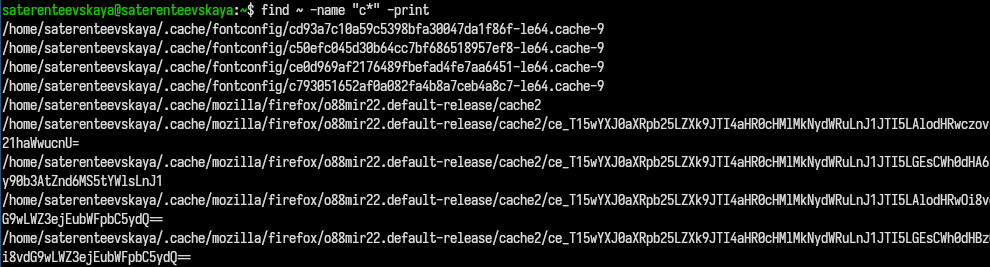 saterenteevskaya@saterenteevskaya:~$ find ~ -name "c*" -print
/home/saterenteevskaya/.cache/fontconfig/cd93a7c10a59c5398bfa30047da1f86f-le64.cache-9
/home/saterenteevskaya/.cache/fontconfig/c50efc045d30b64cc7bf686518957ef8-le64.cache-9
/home/saterenteevskaya/.cache/fontconfig/ce0d969af2176489fbefad4fe7aa6451-le64.cache-9
/home/saterenteevskaya/.cache/fontconfig/c793051652af0a082fa4b8a7ceb4a8c7-le64.cache-9
/home/saterenteevskaya/.cache/mozilla/firefox/o88mir22.default-release/cache2
/home/saterenteevskaya/.cache/mozilla/firefox/o88mir22.default-release/cache2/ce_T15wYXJ0aXRpb25LZXk9JTI4aHR0cHMlMkNydWRuLnJ1JTI5LAlodHRwczov
21haWwucnU=
/home/saterenteevskaya/.cache/mozilla/firefox/o88mir22.default-release/cache2/ce_T15wYXJ0aXRpb25LZXk9JTI4aHR0cHMlMkNydWRuLnJ1JTI5LGEsCWh0dHA6
y90b3AtZnd6MS5tYWlsLnJ1
/home/saterenteevskaya/.cache/mozilla/firefox/o88mir22.default-release/cache2/ce_T15wYXJ0aXRpb25LZXk9JTI4aHR0cHMlMkNydWRuLnJ1JTI5LAlodHRwOi8v
G9wLWZ3ejEubWFpbC5ydQ==
/home/saterenteevskaya/.cache/mozilla/firefox/o88mir22.default-release/cache2/ce_T15wYXJ0aXRpb25LZXk9JTI4aHR0cHMlMkNydWRuLnJ1JTI5LGEsCWh0dHBz
i8vdG9wLWZ3ejEubWFpbC5ydQ==